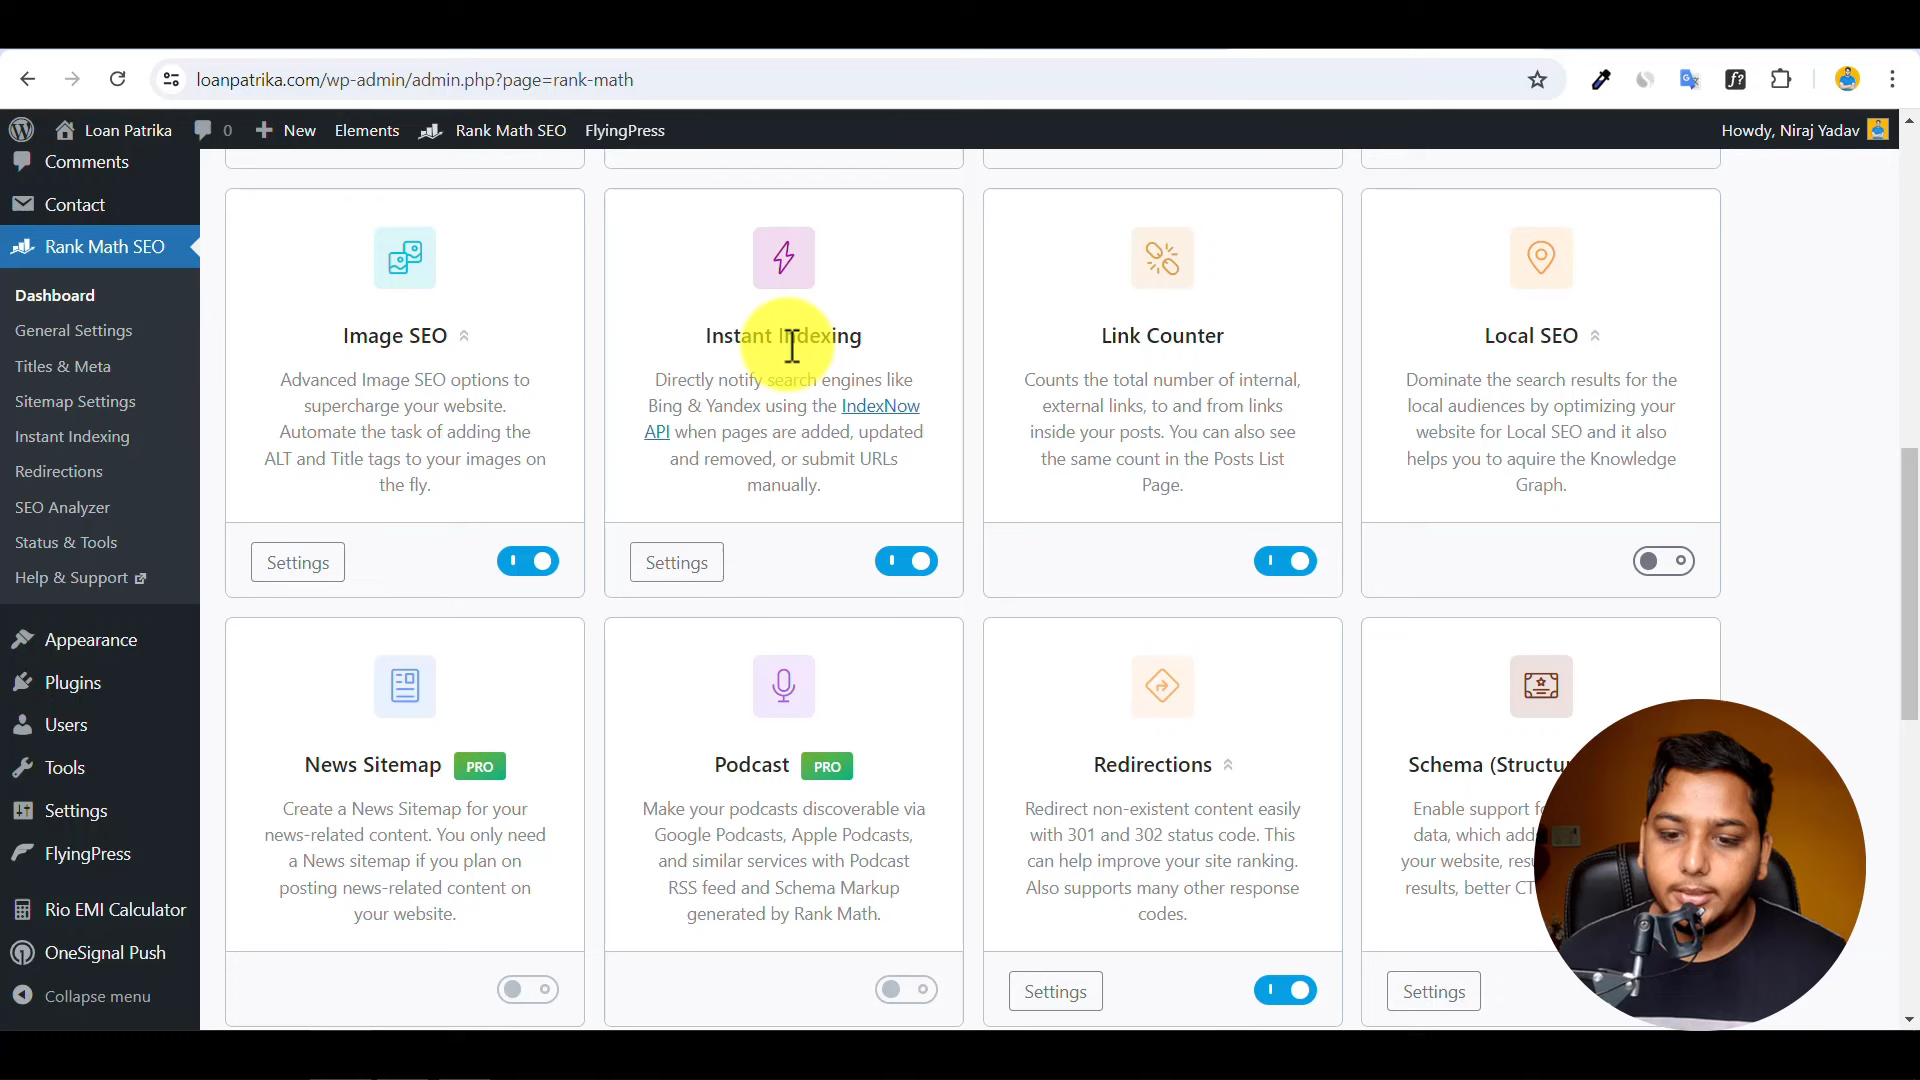 loanpatrika.com/wp-admin/admin.php?page=rank-math
Loan Patrika
0
New
Elements
Rank Math SEO
FlyingPress
Howdy, Niraj Yadav
Comments
Contact
Rank Math SEO
Dashboard
General Settings
Titles & Meta
Sitemap Settings
Instant Indexing
Redirections
SEO Analyzer
Status & Tools
Help & Support
Appearance
Plugins
Users
Tools
Settings
FlyingPress
Rio EMI Calculator
OneSignal Push
Collapse menu
Image SEO
Advanced Image SEO options to
supercharge your website.
Automate the task of adding the
ALT and Title tags to your images on
the fly.
Settings
Instant Indexing
Directly notify search engines like
Bing & Yandex using the IndexNow
API when pages are added, updated
and removed, or submit URLs
manually.
Settings
Link Counter
Counts the total number of internal,
external links, to and from links
inside your posts. You can also see
the same count in the Posts List
Page.
Local SEO
Dominate the search results for the
local audiences by optimizing your
website for Local SEO and it also
helps you to aquire the Knowledge
Graph.
News Sitemap PRO
Create a News Sitemap for your
news-related content. You only need
a News sitemap if you plan on
posting news-related content on
your website.
Podcast PRO
Make your podcasts discoverable via
Google Podcasts, Apple Podcasts,
and similar services with Podcast
RSS feed and Schema Markup
generated by Rank Math.
Redirections
Redirect non-existent content easily
with 301 and 302 status code. This
can help improve your site ranking.
Also supports many other response
codes.
Settings
Schema
Enable support
data, which
your website,
results, better
Settings